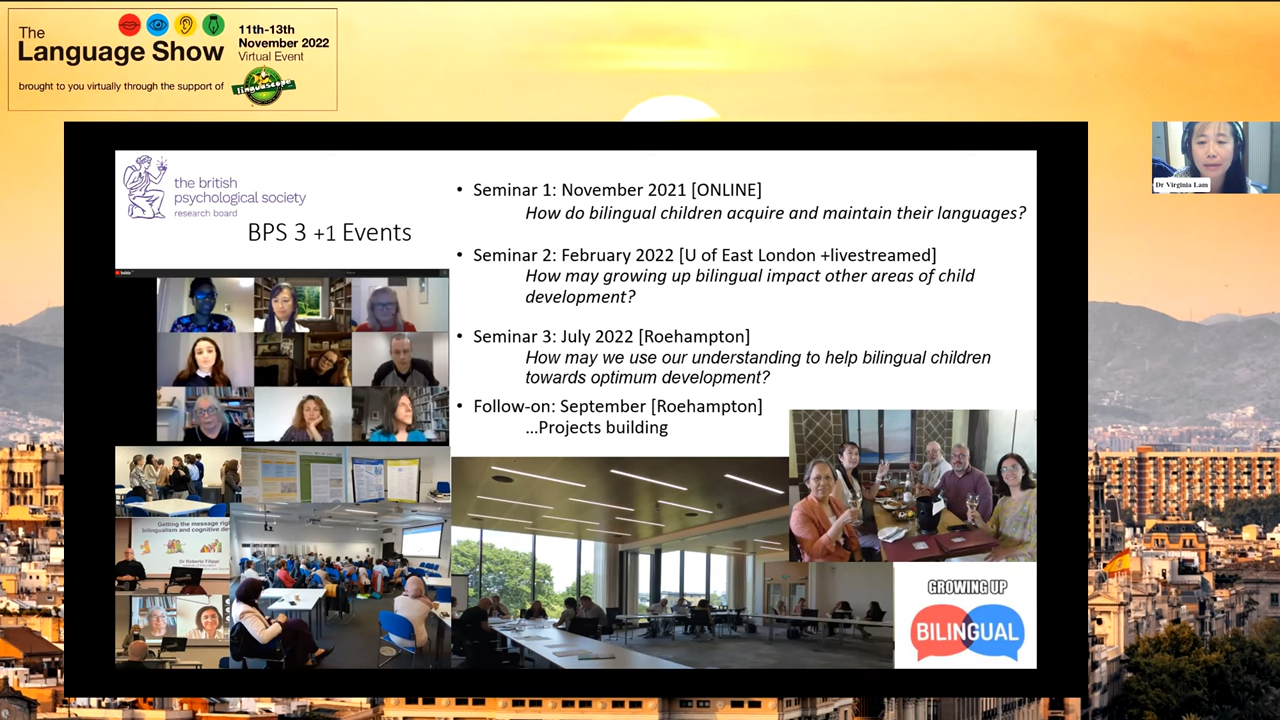 The
Language Show
11th-13th
November 2022
Virtual Event
brought to you virtually through the support of
linguascope
Dr Virginia Lam
the british
psychological society
research board
BPS 3 +1 Events
• Seminar 1: November 2021 [ONLINE]
How do bilingual children acquire and maintain their languages?
• Seminar 2: February 2022 [U of East London +livestreamed]
How may growing up bilingual impact other areas of child
development?
• Seminar 3: July 2022 [Roehampton]
How may we use our understanding to help bilingual children
towards optimum development?
• Follow-on: September [Roehampton]
...Projects building
Getting the message rig
bilingualism and cognitive de
Dr Roberto Filippi
GROWING UP
BILINGUAL